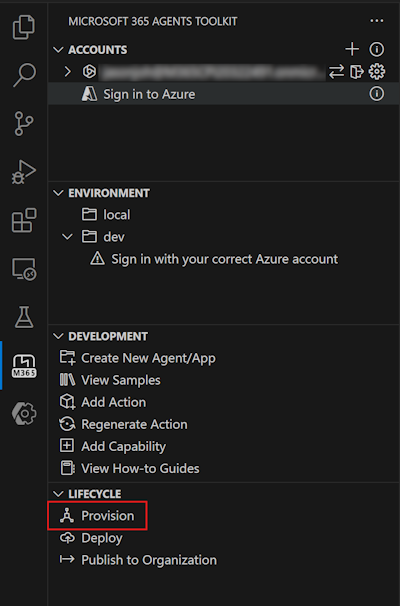 MICROSOFT 365 AGENTS TOOLKIT
ACCOUNTS
Sign in to Azure
ENVIRONMENT
local
dev
Sign in with your correct Azure account
DEVELOPMENT
Create New Agent/App
View Samples
Add Action
Regenerate Action
Add Capability
View How-to Guides
M365
LIFECYCLE
Provision
Deploy
Publish to Organization